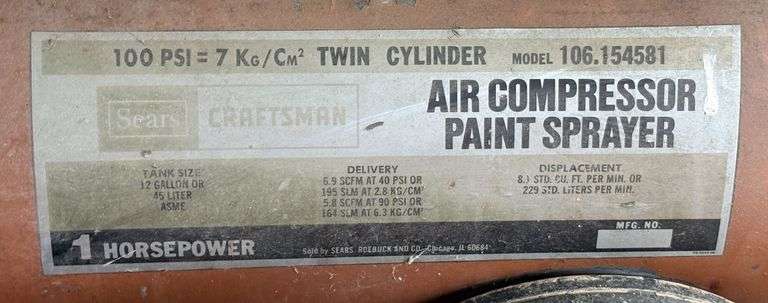 100 PSI = 7 KG/CM² TWIN CYLINDER MODEL 106.154581
Sears CRAFTSMAN
AIR COMPRESSOR
PAINT SPRAYER
TANK SIZE
12 GALLON OR
45 LITER
ASME
DELIVERY
6.9 SCFM AT 40 PSI OR
195 SLM AT 2.8 KG/CM²
5.8 SCFM AT 90 PSI OR
164 SLM AT 6.3 KG/CM²
DISPLACEMENT
8.1 STD. CU. FT. PER MIN. OR
229 STD. LITERS PER MIN.
MFG. NO.
1 HORSEPOWER
Sold by SEARS, ROEBUCK AND CO., Chicago, IL 60684